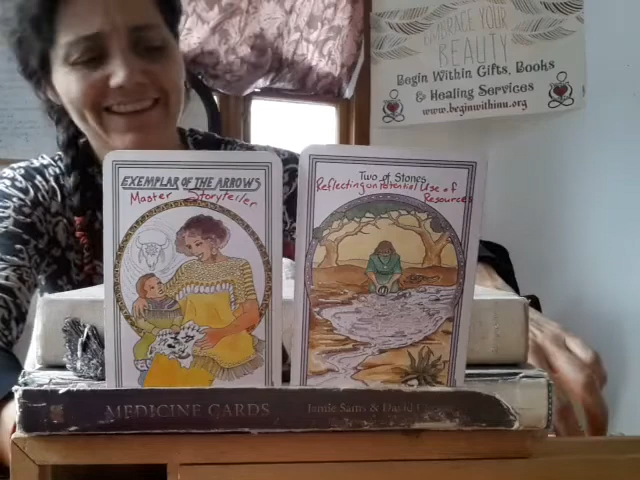 EMBRACE YOUR
BEAUTY
Begin Within Gifts, Books
& Healing Services
www.beginwithinu.org
EXEMPLAR OF THE ARROWS
Master Storyteller
Two of Stones
Reflecting on Potential Use of
Resources
MEDICINE CARDS Jamie Sams & David